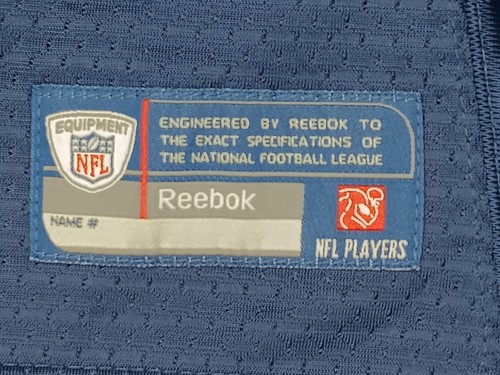 EQUIPMENT
NFL
ENGINEERED BY REEBOK TO
THE EXACT SPECIFICATIONS OF
THE NATIONAL FOOTBALL LEAGUE
Reebok
NAME #
NFL PLAYERS